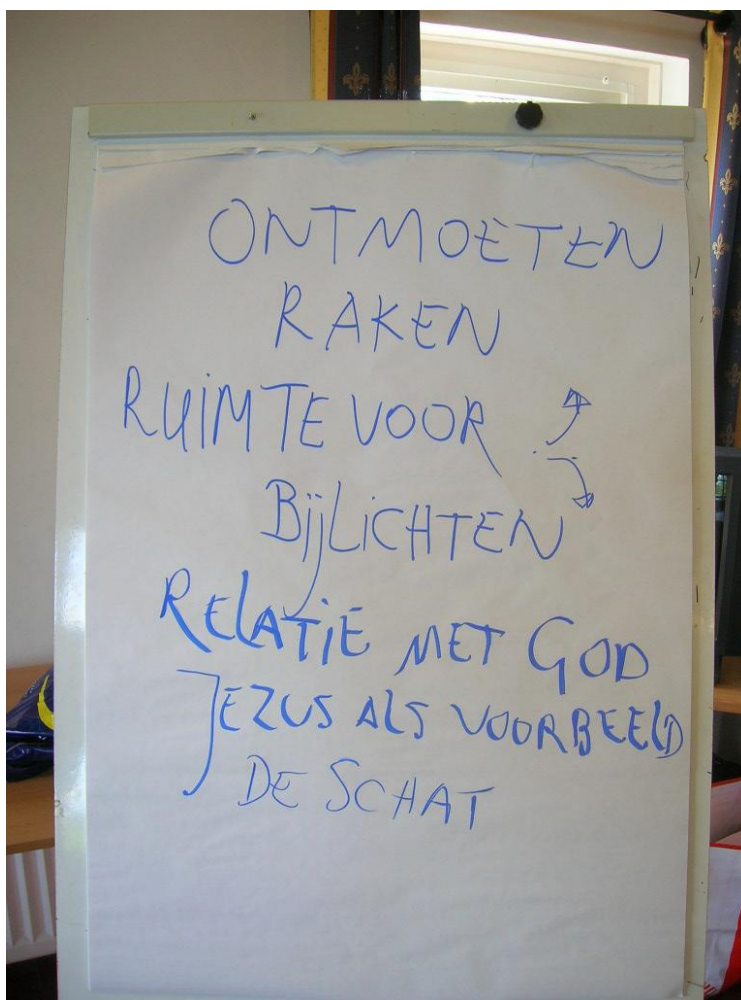 ONTMOETEN
RAKEN
RUIMTE VOOR
BijLiCHTEN
RELATiE MET GOD
JEZUS ALS VOORBEELD
DE SCHAT